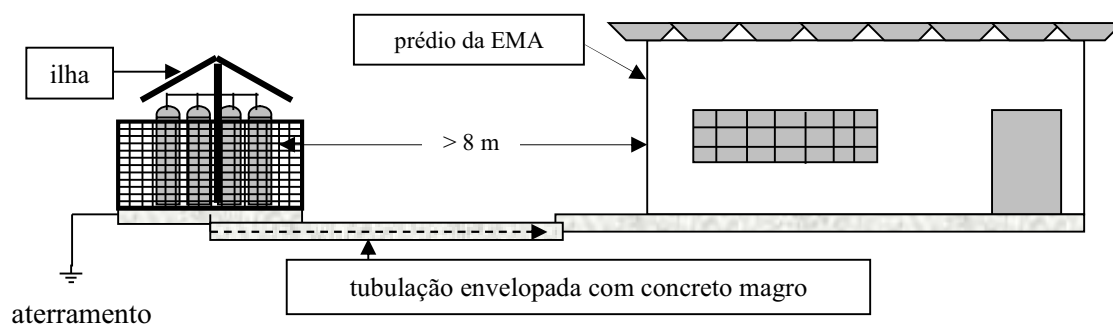 prédio da EMA
ilha
> 8 m
tubulação envelopada com concreto magro
aterramento